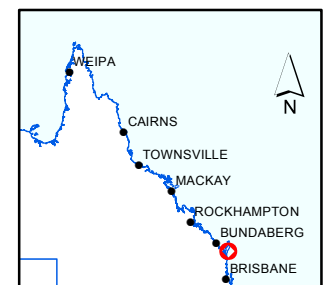 WEIPA
N
CAIRNS
TOWNSVILLE
MACKAY
ROCKHAMPTON
BUNDABERG
BRISBANE